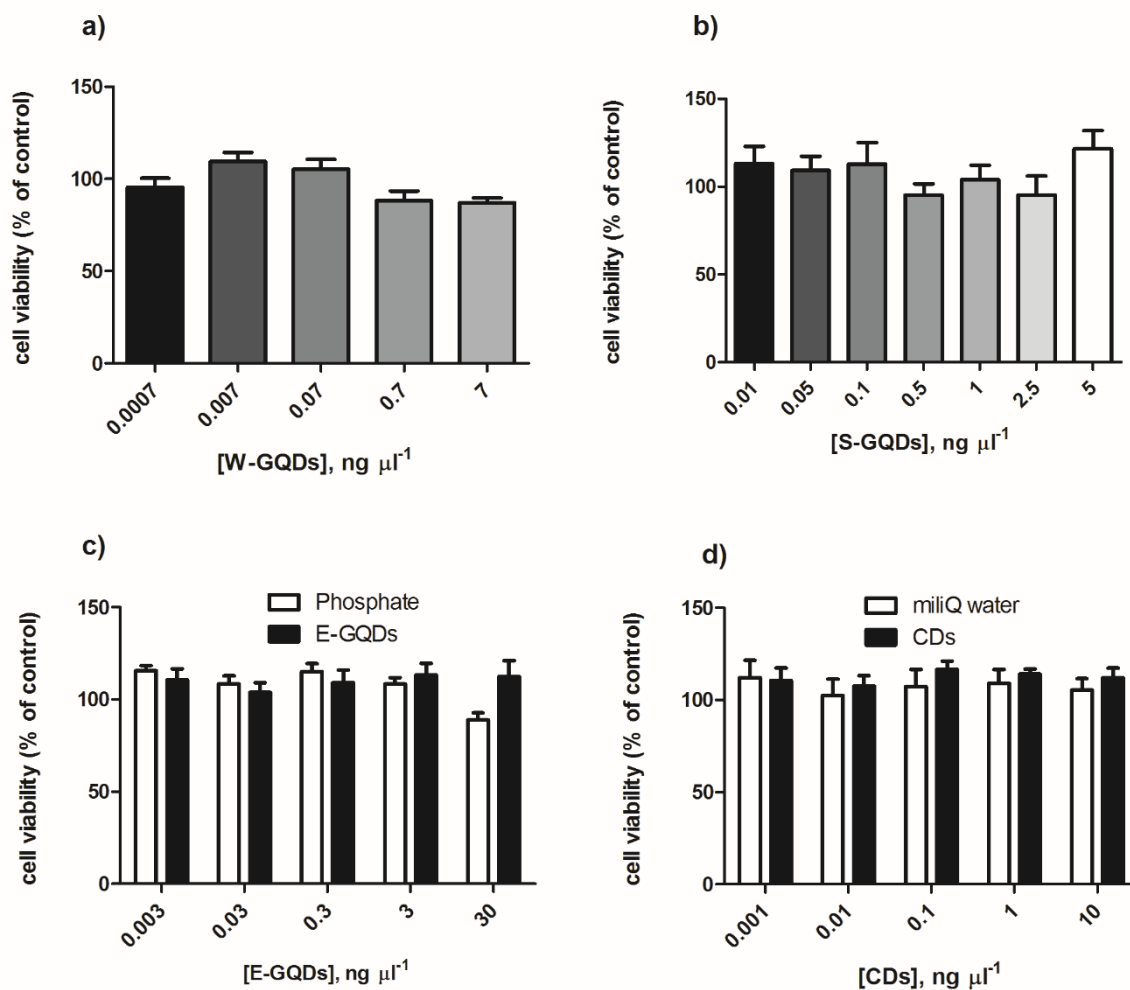 a)
cell viability (% of control)
150
100
50
0
0.0007
0.007
0.07
0.7
7
[W-GQDs], ng μl-1
b)
cell viability (% of control)
150
100
50
0
0.01
0.05
0.1
0.5
1
2.5
5
[S-GQDs], ng μl-1
c)
Phosphate
E-GQDs
cell viability (% of control)
150
100
50
0
0.003
0.03
0.3
3
30
[E-GQDs], ng μl-1
d)
miliQ water
CDs
cell viability (% of control)
150
100
50
0
0.001
0.01
0.1
1
10
[CDs], ng μl-1